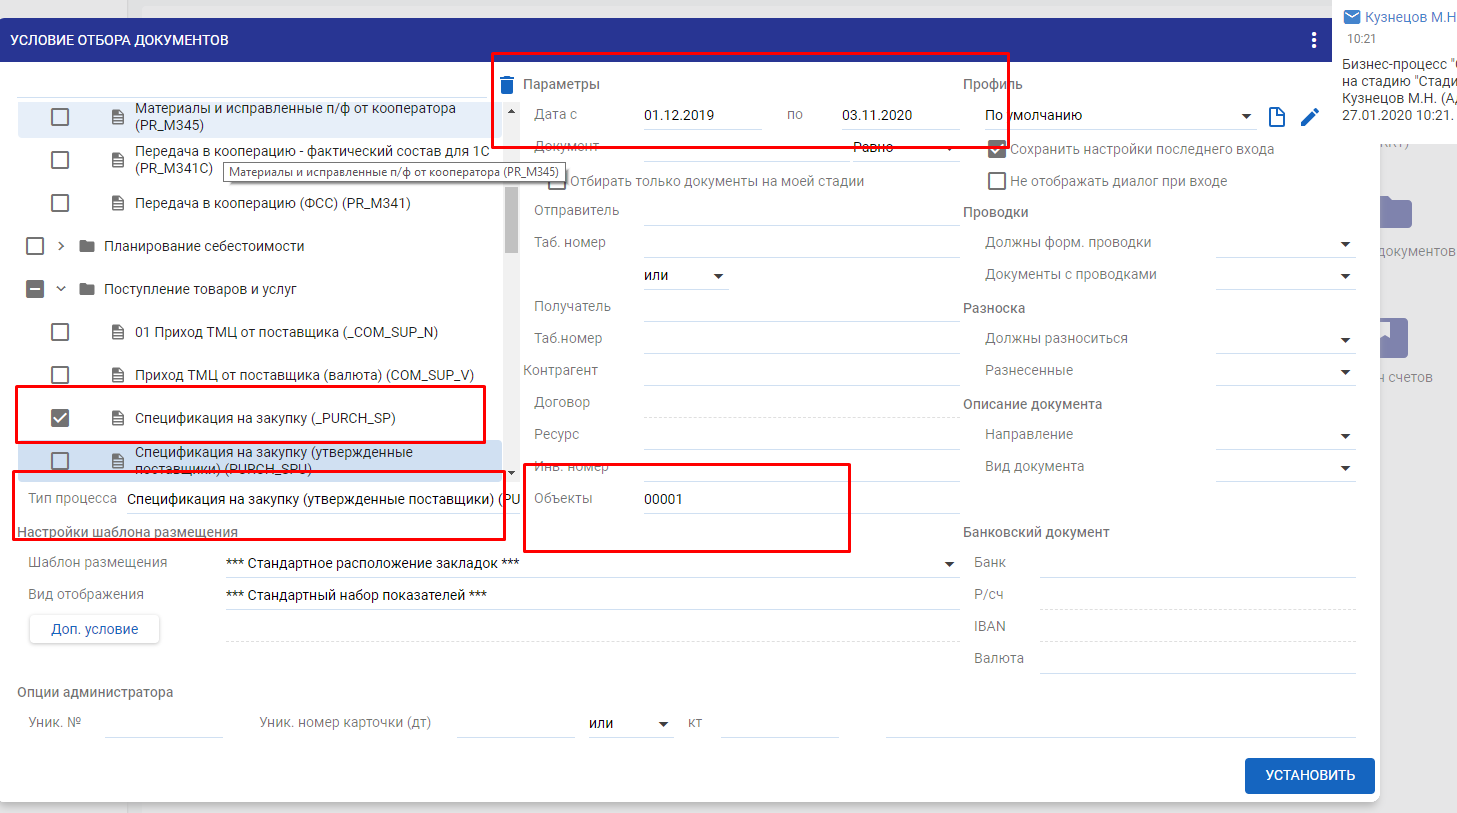 УСЛОВИЕ ОТБОРА ДОКУМЕНТОВ
Кузнецов М.Н
10:21
Бизнес-процесс "
на стадию "Стади
Кузнецов М.Н. (А
27.01.2020 10:21.
Материалы и исправленные п/ф от кооператора
(PR_M345)
Передача в кооперацию - фактический состав для 1С
(PR_M341C)
Материалы и исправленные п/ф от кооператора (PR_M345)
Передача в кооперацию (ФСС) (PR_M341)
Планирование себестоимости
Поступление товаров и услуг
01 Приход ТМЦ от поставщика (_COM_SUP_N)
Приход ТМЦ от поставщика (валюта) (COM_SUP_V)
Спецификация на закупку (_PURCH_SP)
Спецификация на закупку (утвержденные
поставщики) (PURCH_SPU)
Тип процесса Спецификация на закупку (утвержденные поставщики) (PU
Параметры
Дата с 01.12.2019 по 03.11.2020
Документ Равно
Отбирать только документы на моей стадии
Отправитель
Таб. номер
или
Получатель
Таб.номер
Контрагент
Договор
Ресурс
Инв. номер
Объекты 00001
Профиль
По умолчанию
Сохранить настройки последнего входа
Не отображать диалог при входе
Проводки
Должны форм. проводки
Документы с проводками
Разноска
Должны разноситься
Разнесенные
Описание документа
Направление
Вид документа
документов
н счетов
Настройки шаблона размещения
Шаблон размещения *** Стандартное расположение закладок ***
Вид отображения *** Стандартный набор показателей ***
Доп. условие
Банковский документ
Банк
Р/сч
IBAN
Валюта
Опции администратора
Уник. № Уник. номер карточки (дт) или кт
УСТАНОВИТЬ